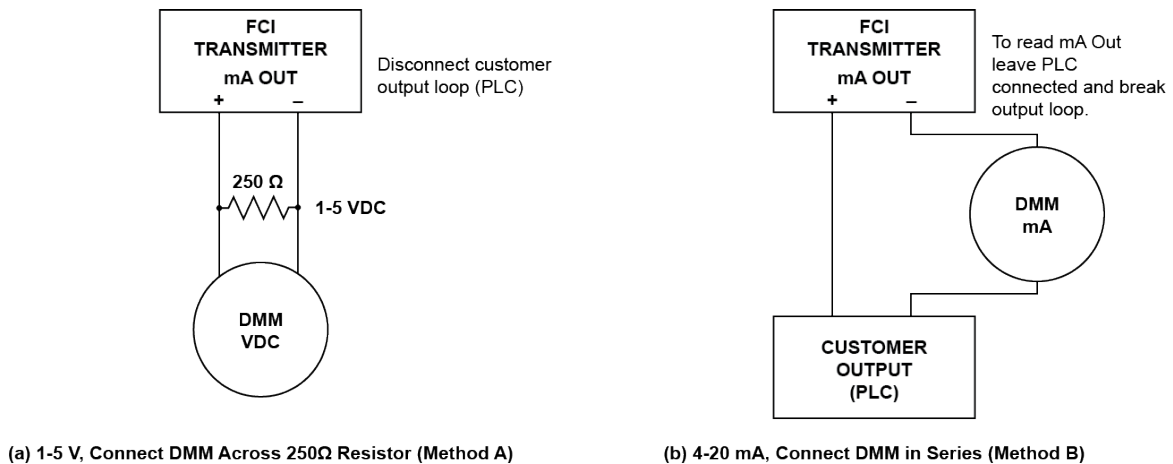 FCI
TRANSMITTER
mA OUT
+ –
Disconnect customer
output loop (PLC)
250 Ω
1-5 VDC
DMM
VDC
(a) 1-5 V, Connect DMM Across 250Ω Resistor (Method A)
FCI
TRANSMITTER
mA OUT
+ –
To read mA Out
leave PLC
connected and break
output loop.
DMM
mA
CUSTOMER
OUTPUT
(PLC)
(b) 4-20 mA, Connect DMM in Series (Method B)